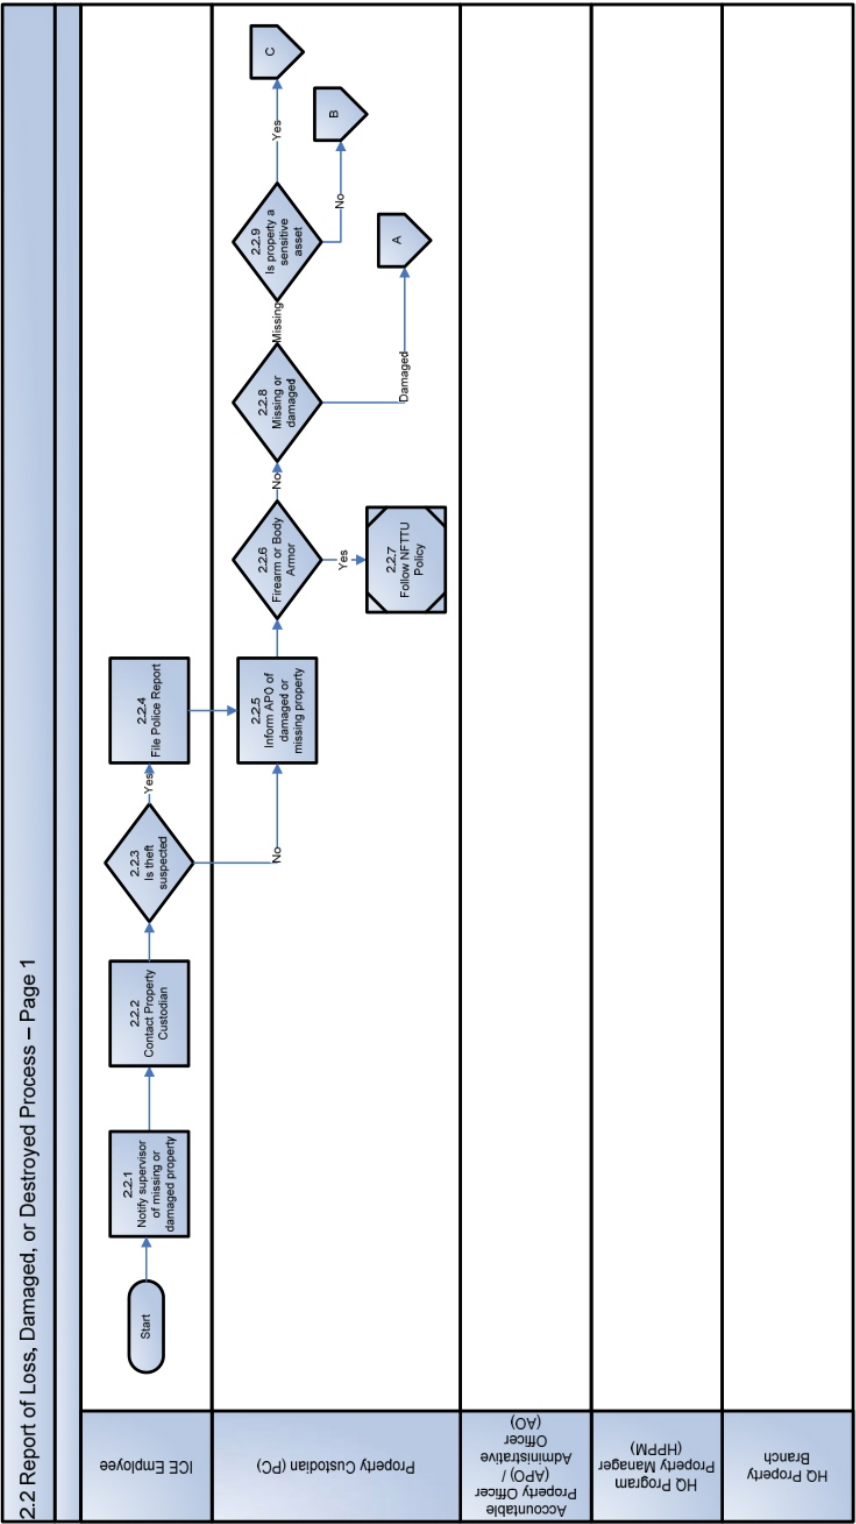 2.2 Report of Loss, Damaged, or Destroyed Process – Page 1
ICE Employee
Start
2.2.1
Notify supervisor
of missing or
damaged property
2.2.2
Contact Property
Custodian
2.2.3
Is theft
suspected
Yes
2.2.4
File Police Report
No
Property Custodian (PC)
2.2.5
Inform APO of
damaged or
missing property
2.2.6
Firearm or Body
Armor
Yes
2.2.7
Follow NFTTU
Policy
No
2.2.8
Missing or
damaged
Damaged
A
Missing
2.2.9
Is property a
sensitive
asset
No
B
Yes
C
Accountable
Property Officer
(APO) /
Administrative
Officer
(AO)
HQ Program
Property Manager
(HPPM)
HQ Property
Branch